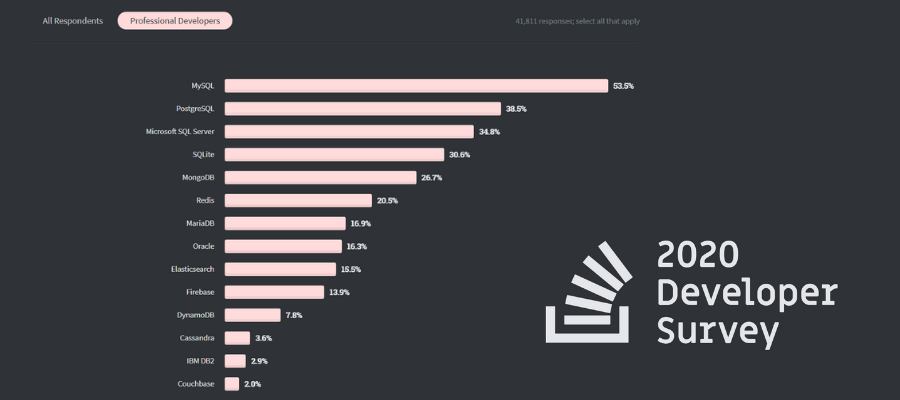 All Respondents Professional Developers 41,811 responses; select all that apply
MySQL 53.5%
PostgreSQL 38.5%
Microsoft SQL Server 34.8%
SQLite 30.6%
MongoDB 26.7%
Redis 20.5%
MariaDB 16.9%
Oracle 16.3%
Elasticsearch 15.5%
Firebase 13.9%
DynamoDB 7.8%
Cassandra 3.6%
IBM DB2 2.9%
Couchbase 2.0%
2020
Developer
Survey